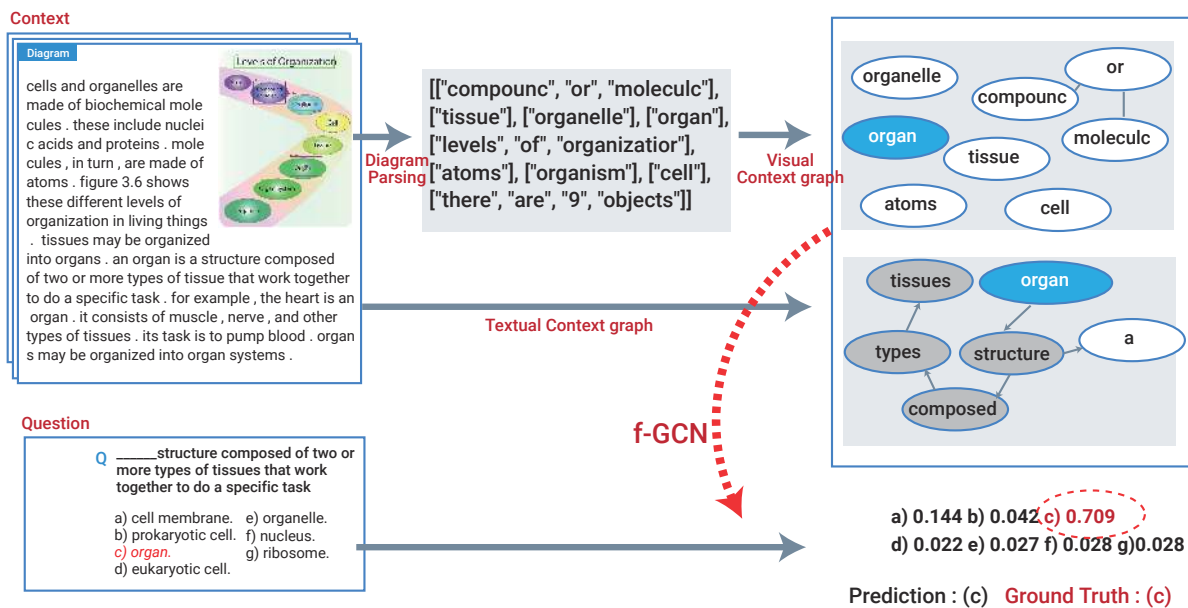 Context
Diagram
cells and organelles are
made of biochemical mole
cules . these include nuclei
c acids and proteins . mole
cules , in turn , are made of
atoms . figure 3.6 shows
these different levels of
organization in living things
. tissues may be organized
into organs . an organ is a structure composed
of two or more types of tissue that work together
to do a specific task . for example , the heart is an
organ . it consists of muscle , nerve , and other
types of tissues . its task is to pump blood . organ
s may be organized into organ systems .
Levels of Organization
Cell
Tissue
Organ
Organ system
Diagram
Parsing
[["compounc", "or", "moleculc"],
["tissue"], ["organelle"], ["organ"],
["levels", "of", "organizatior"],
["atoms"], ["organism"], ["cell"],
["there", "are", "9", "objects"]]
Visual
Context graph
organelle
or
compounc
organ
moleculc
tissue
atoms
cell
Textual Context graph
tissues
organ
types
structure
a
composed
f-GCN
Question
Q ______structure composed of two or
more types of tissues that work
together to do a specific task
a) cell membrane. e) organelle.
b) prokaryotic cell. f) nucleus.
c) organ. g) ribosome.
d) eukaryotic cell.
a) 0.144 b) 0.042 c) 0.709
d) 0.022 e) 0.027 f) 0.028 g)0.028
Prediction : (c) Ground Truth : (c)